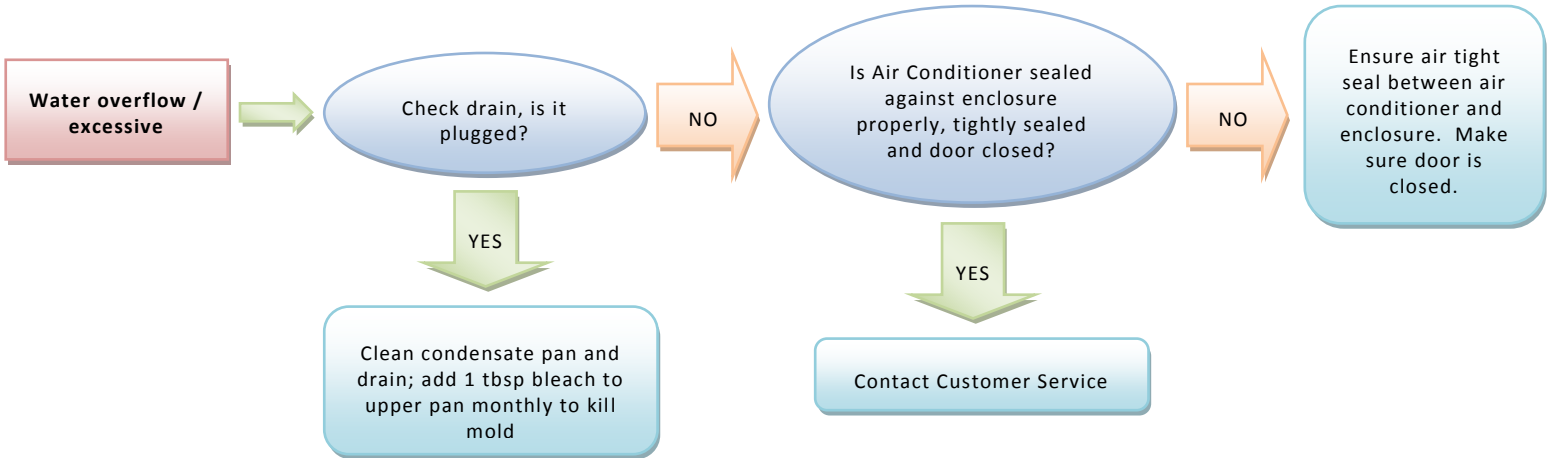 Water overflow /
excessive
Check drain, is it
plugged?
NO
Is Air Conditioner sealed
against enclosure
properly, tightly sealed
and door closed?
NO
Ensure air tight
seal between air
conditioner and
enclosure.  Make
sure door is
closed.
YES
YES
Clean condensate pan and
drain; add 1 tbsp bleach to
upper pan monthly to kill
mold
Contact Customer Service